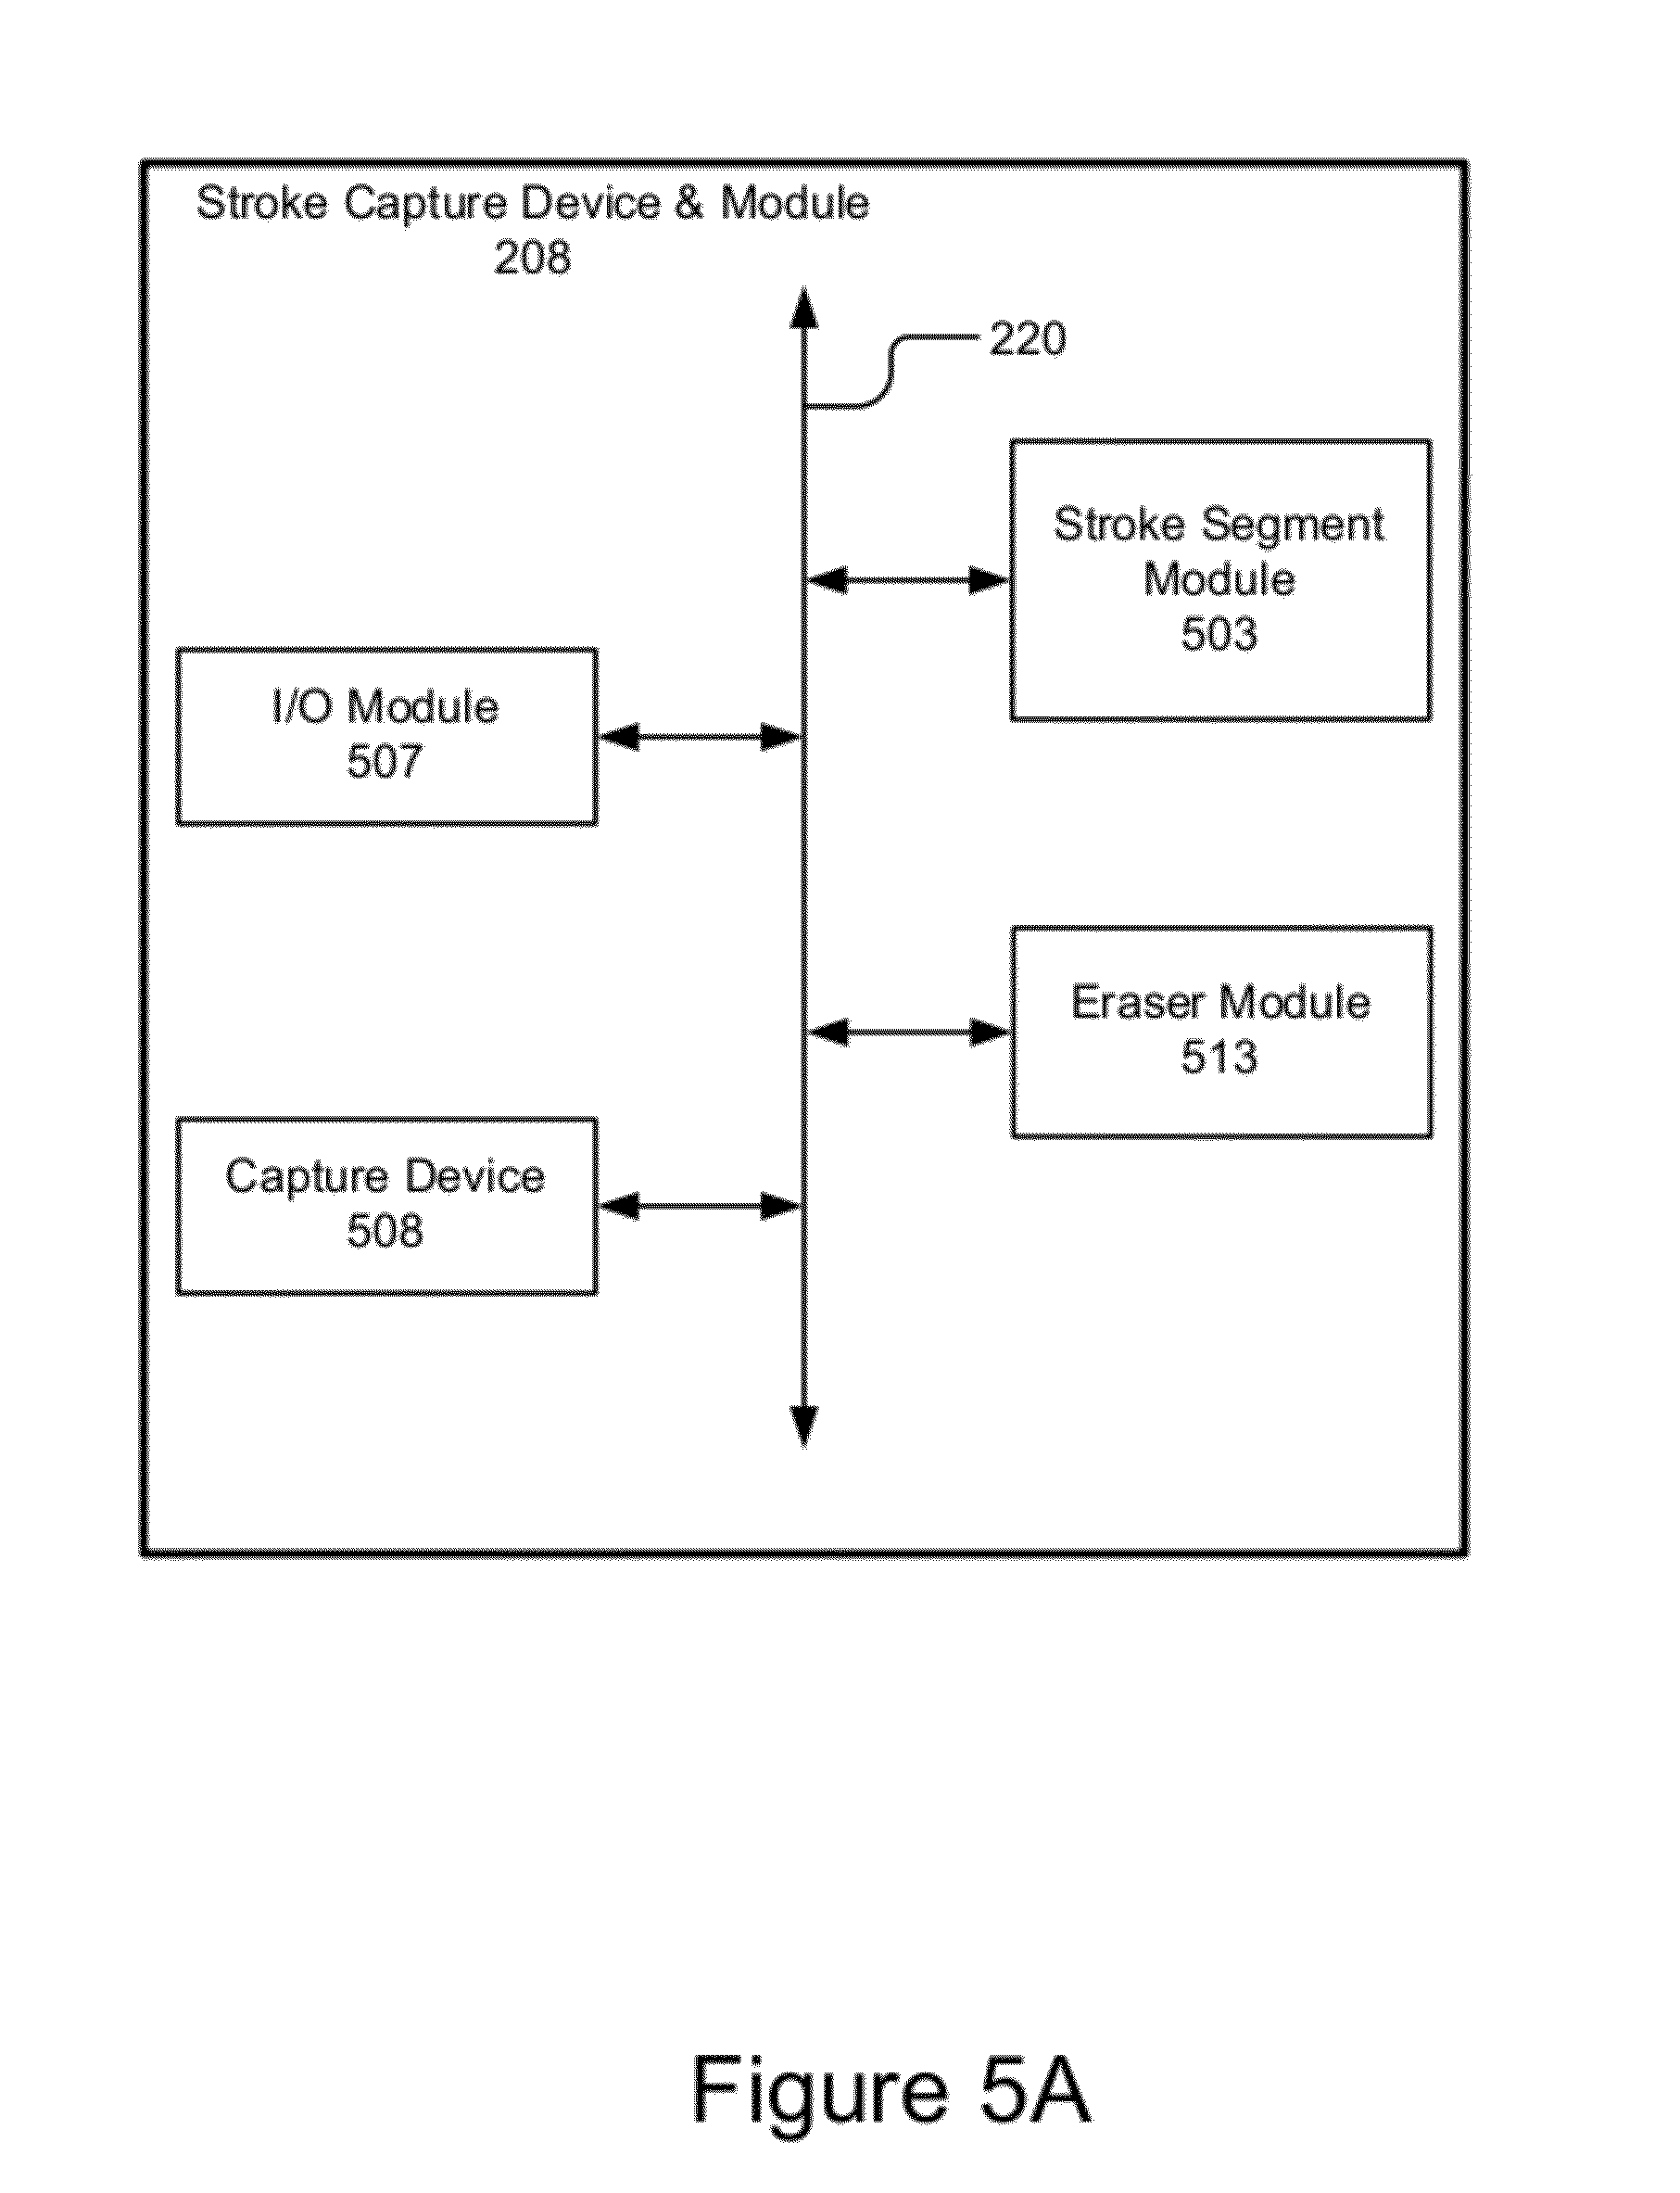 Stroke Capture Device & Module
208
220
Stroke Segment
Module
503
I/O Module
507
Eraser Module
513
Capture Device
508
Figure 5A